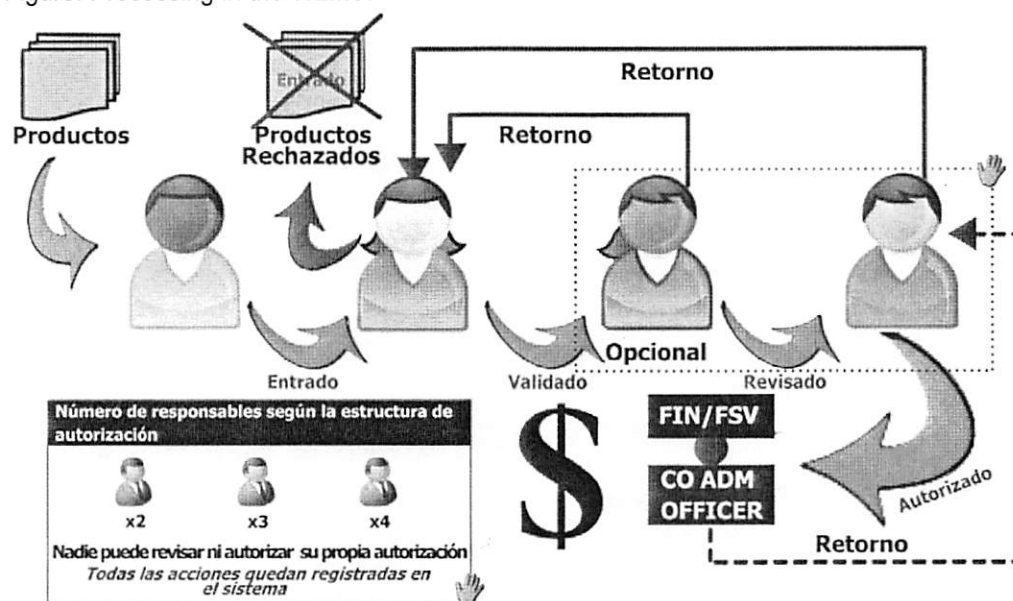 Productos
Entrado
Productos
Rechazados
Retorno
Retorno
Opcional
Entrado
Validado
Revisado
Autorizado
Número de responsables según la estructura de
autorización
x2
x3
x4
Nadie puede revisar ni autorizar su propia autorización
Todas las acciones quedan registradas en
el sistema
$
FIN/FSV
CO ADM
OFFICER
Retorno